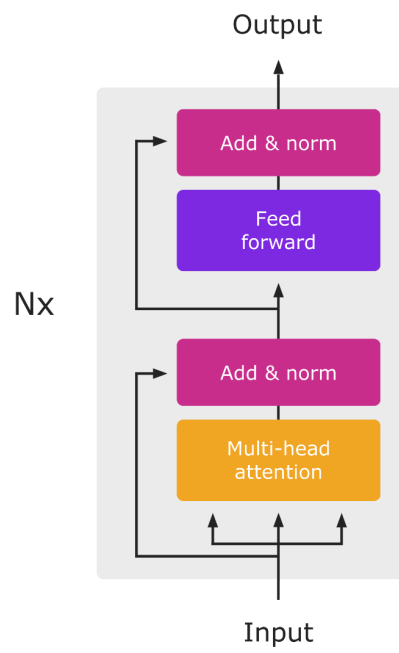 Output
Add & norm
Feed
forward
Nx
Add & norm
Multi-head
attention
Input